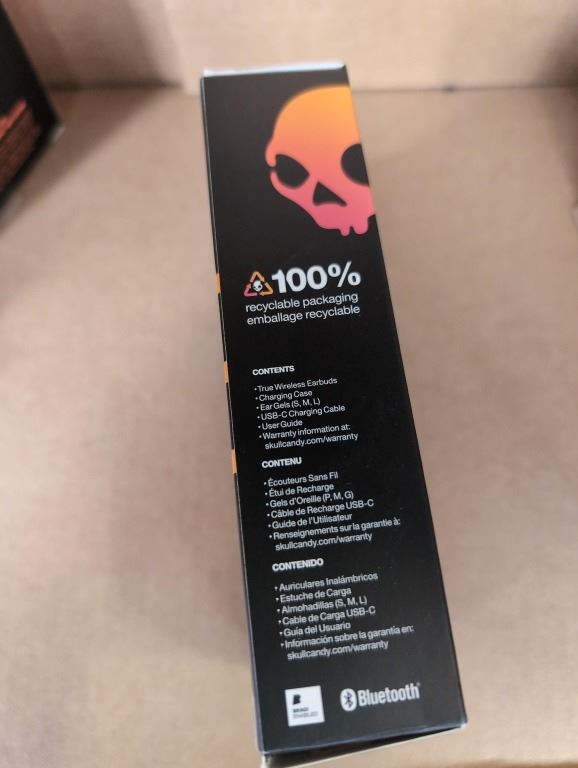 100%
recyclable packaging
emballage recyclable
CONTENTS
• True Wireless Earbuds
• Charging Case
• Ear Gels (S, M, L)
• USB-C Charging Cable
• User Guide
• Warranty information at:
skullcandy.com/warranty
CONTENU
• Écouteurs Sans Fil
• Étui de Recharge
• Gels d'Oreille (P, M, G)
• Câble de Recharge USB-C
• Guide de l'Utilisateur
• Renseignements sur la garantie à:
skullcandy.com/warranty
CONTENIDO
• Auriculares Inalámbricos
• Estuche de Carga
• Almohadillas (S, M, L)
• Cable de Carga USB-C
• Guía del Usuario
• Información sobre la garantía en:
skullcandy.com/warranty
BRAGI
ENABLED
Bluetooth®